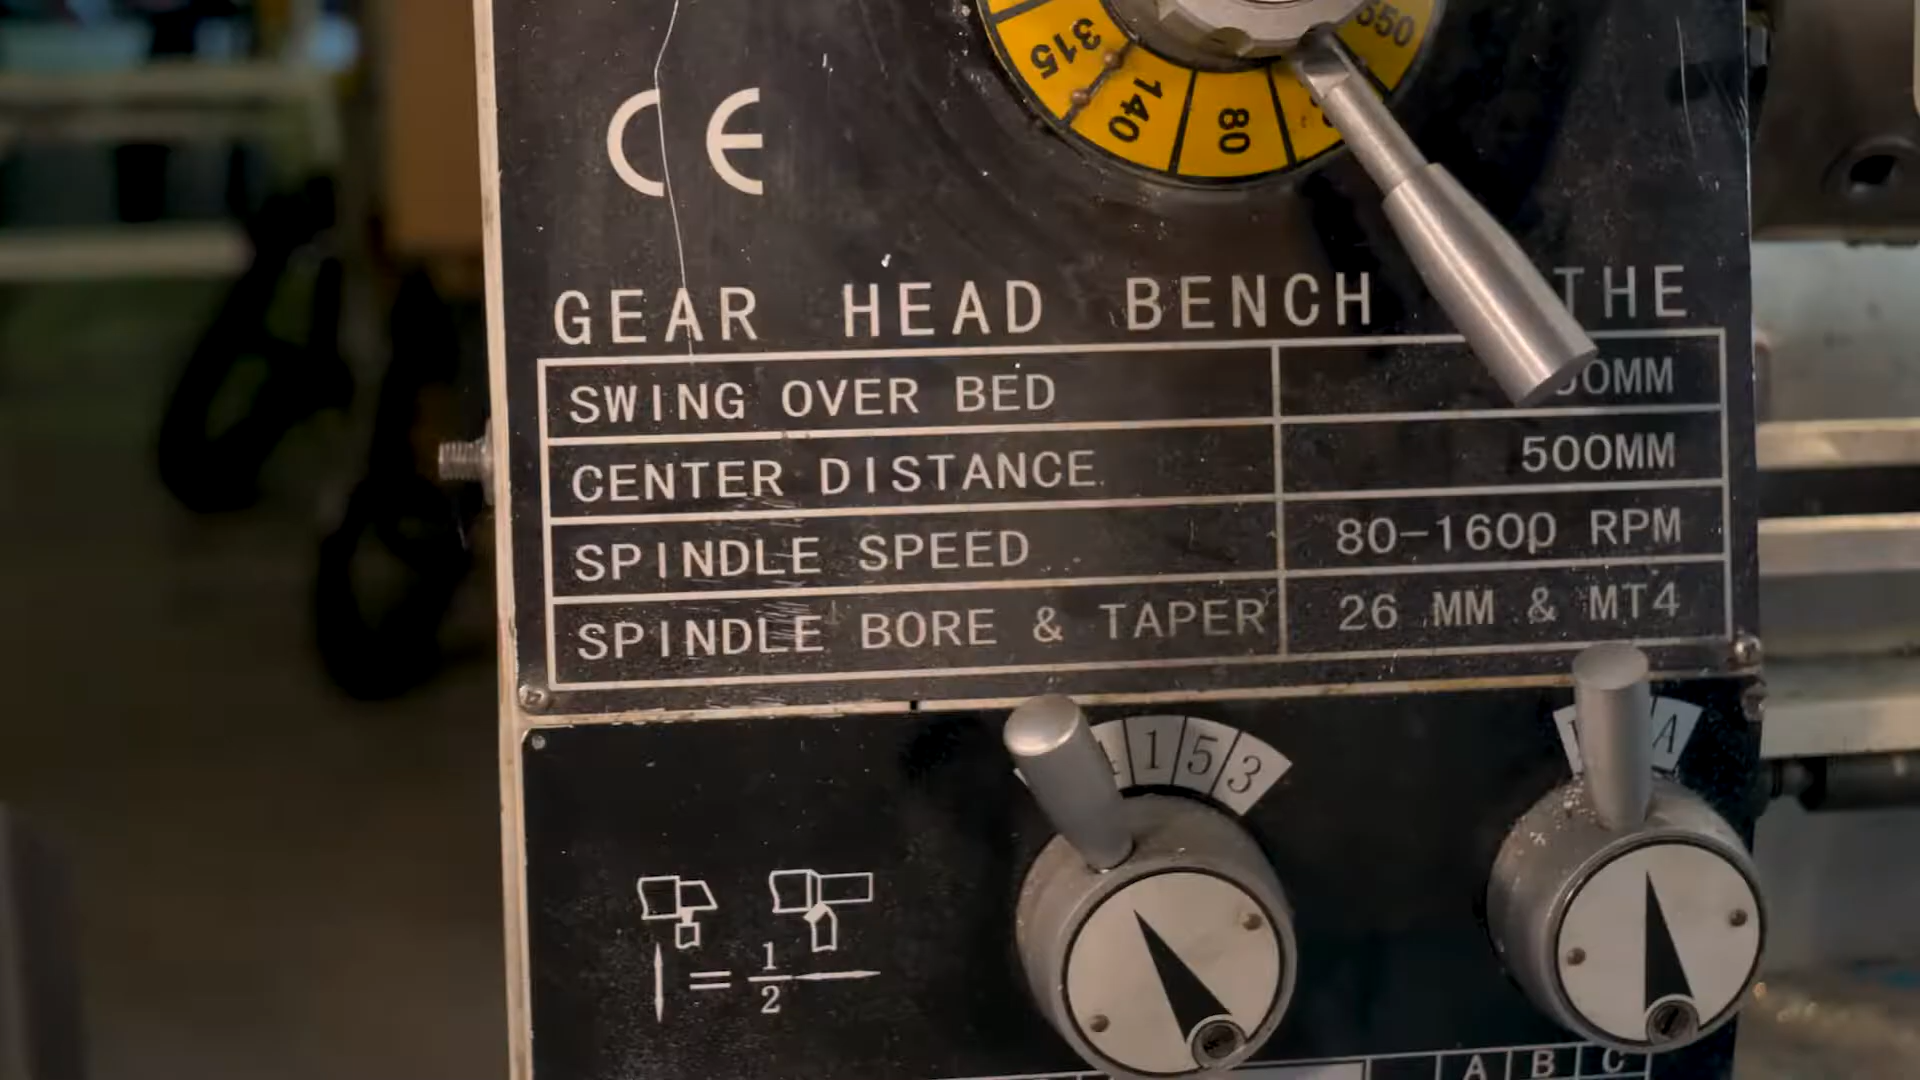 315 140 80
CE
GEAR HEAD BENCH THE
SWING OVER BED
CENTER DISTANCE 500MM
SPINDLE SPEED 80-1600 RPM
SPINDLE BORE & TAPER 26 MM & MT4
1 5 3
A
= 1/2
A B C